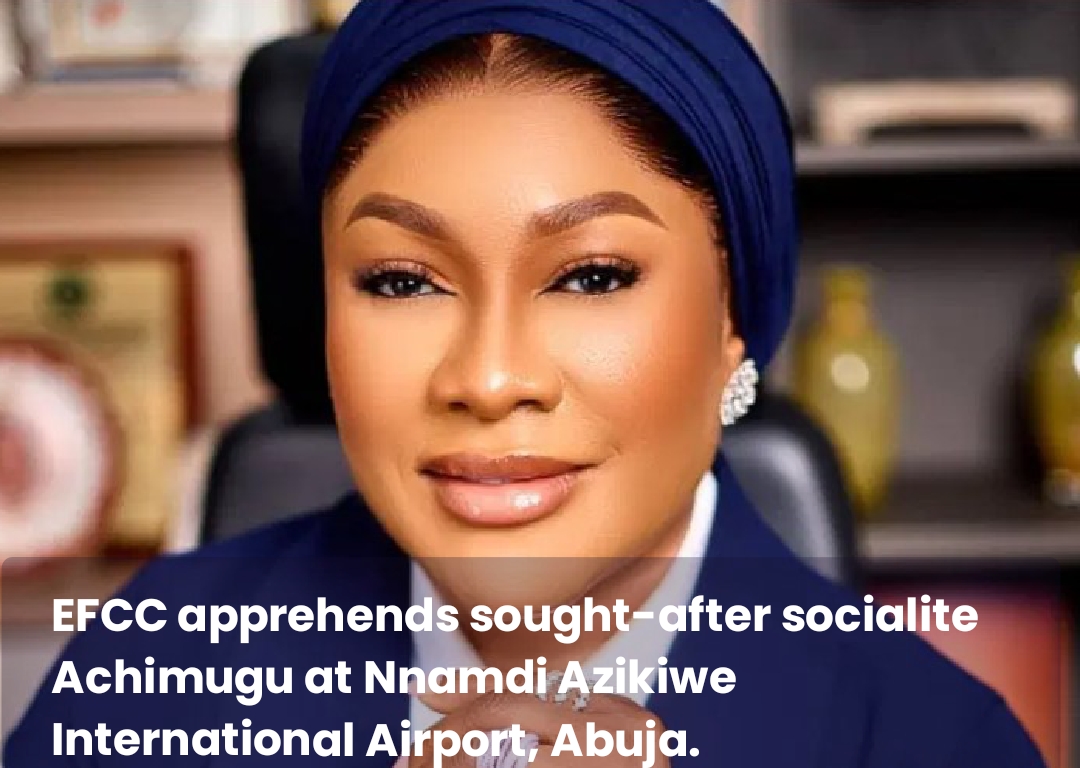 EFCC apprehends sought-after socialite
Achimugu at Nnamdi Azikiwe
International Airport, Abuja.